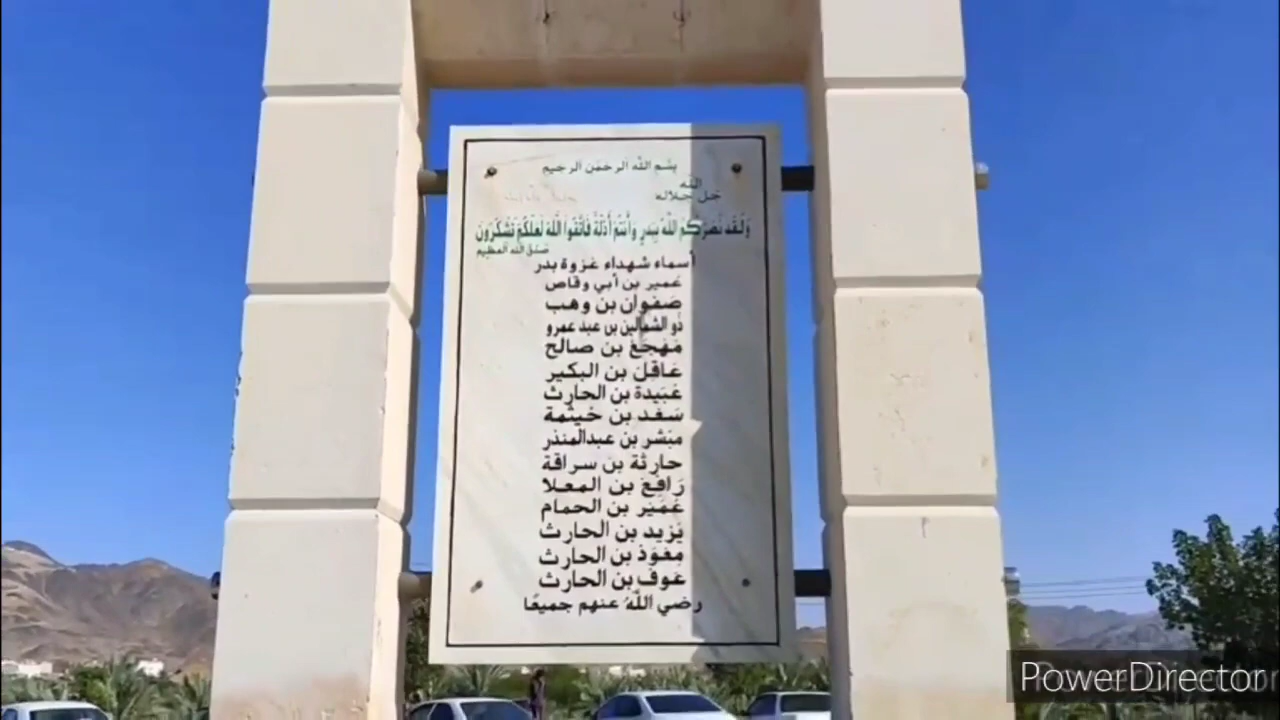 بسم الله الرحمن الرحيم
الله
جل جلاله
ولقد نصركم الله ببدر وأنتم أذلة فاتقوا الله لعلكم تشكرون
صدق الله العظيم
أسماء شهداء غزوة بدر
عمير بن أبي وقاص
صفوان بن وهب
ذو الشمالين بن عبد عمرو
مهجع بن صالح
عاقل بن البكير
عبيدة بن الحارث
سعد بن خيثمة
مبشر بن عبدالمنذر
حارثة بن سراقة
رافع بن المعلا
عمير بن الحمام
يزيد بن الحارث
معوذ بن الحارث
عوف بن الحارث
رضي الله عنهم جميعًا
PowerDirector